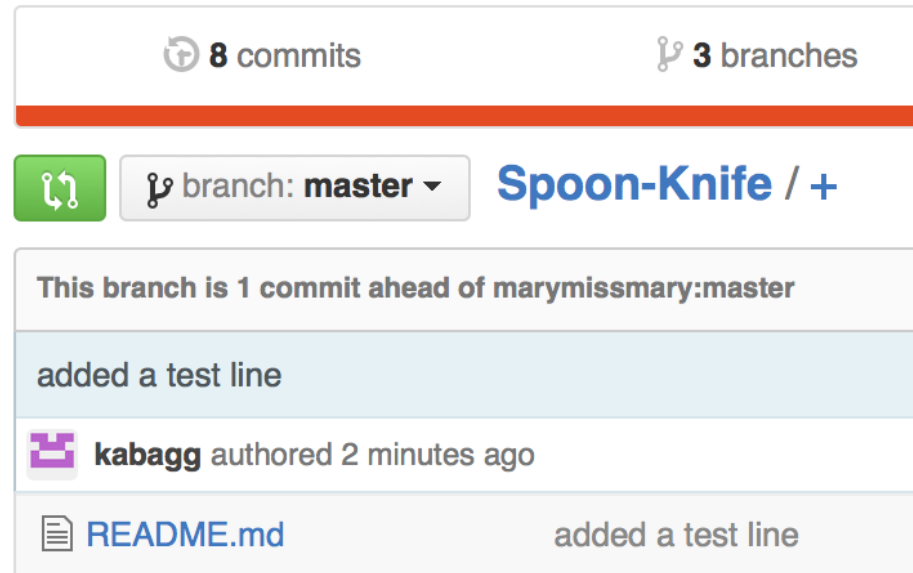 8 commits 3 branches
branch: master Spoon-Knife / +
This branch is 1 commit ahead of marymissmary:master
added a test line
kabagg authored 2 minutes ago
README.md added a test line